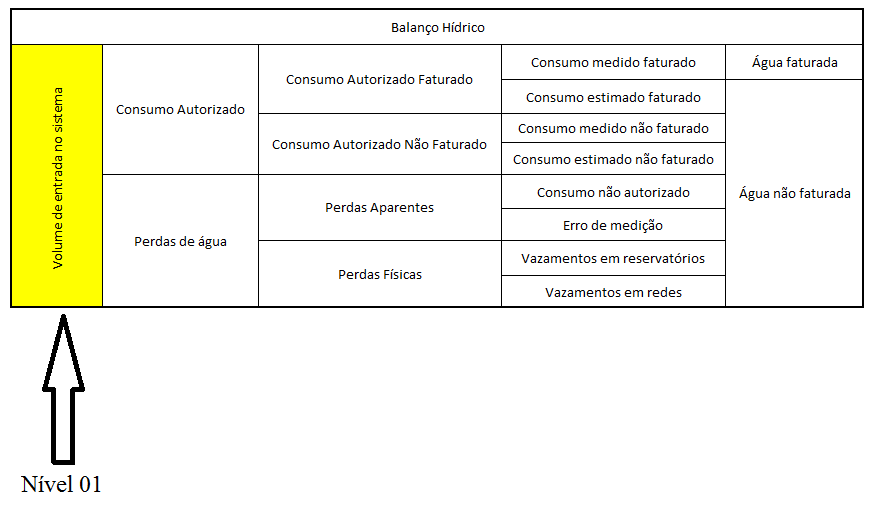 Balanço Hídrico
Volume de entrada no sistema
Consumo Autorizado
Consumo Autorizado Faturado
Consumo medido faturado
Água faturada
Consumo estimado faturado
Água não faturada
Consumo Autorizado Não Faturado
Consumo medido não faturado
Consumo estimado não faturado
Perdas de água
Perdas Aparentes
Consumo não autorizado
Erro de medição
Perdas Físicas
Vazamentos em reservatórios
Vazamentos em redes
Nível 01